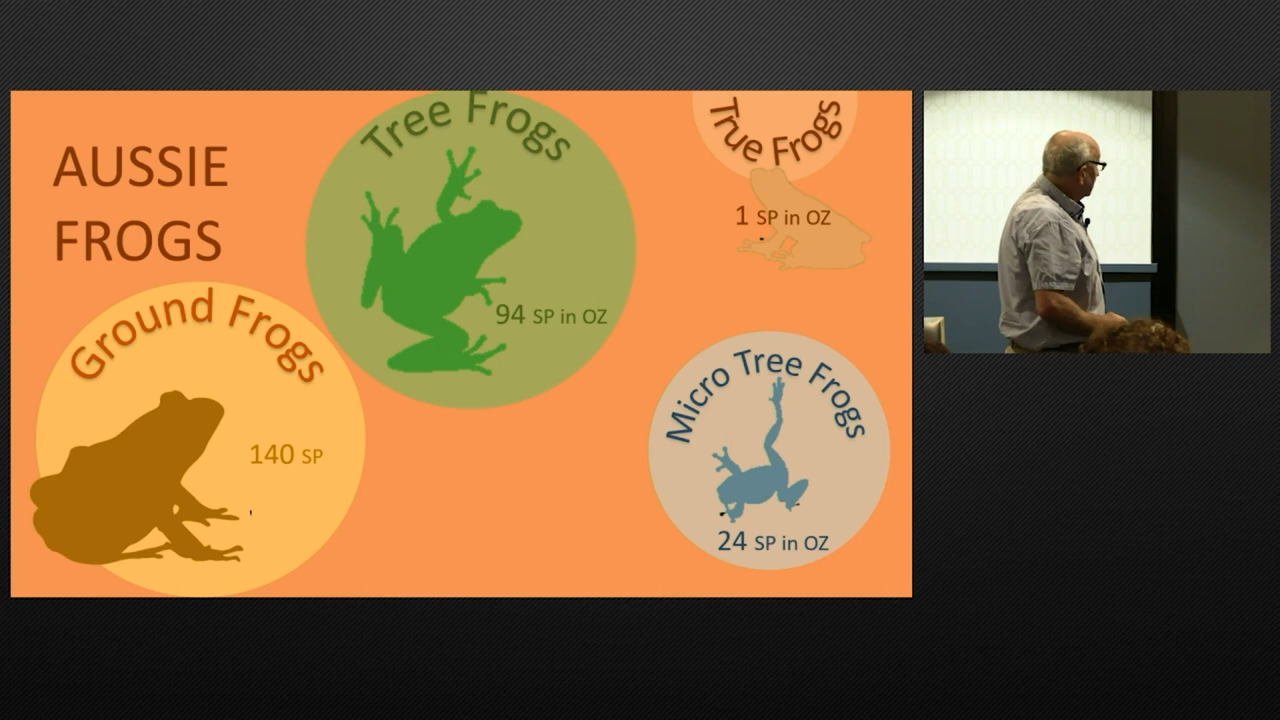 AUSSIE
FROGS
Tree Frogs
94 SP in OZ
True Frogs
1 SP in OZ
Ground Frogs
140 SP
Micro Tree Frogs
24 SP in OZ